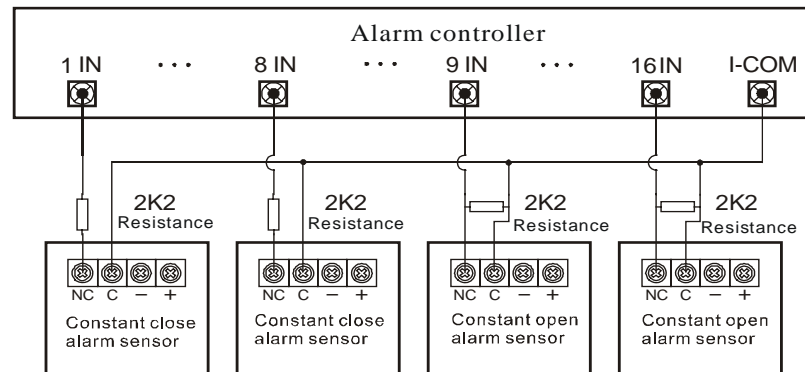 Alarm controller
1 IN ··· 8 IN ··· 9 IN ··· 16IN I-COM
2K2 2K2 2K2 2K2
Resistance Resistance Resistance Resistance
NC C − + NC C − + NC C − + NC C − +
Constant close Constant close Constant open Constant open
alarm sensor alarm sensor alarm sensor alarm sensor